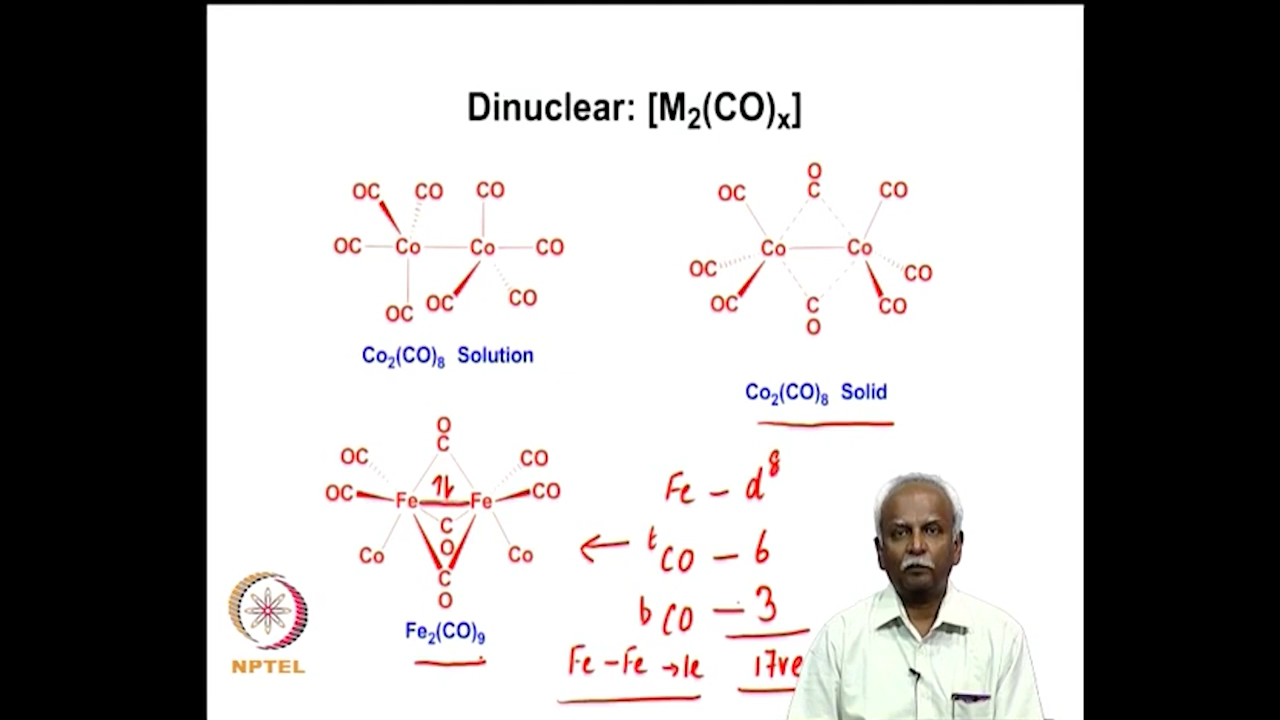 Dinuclear: [M2(CO)x]
OC CO CO
OC Co Co CO
OC OC CO
Co2(CO)8 Solution
O
C
OC CO
Co Co
OC CO
OC CO
C
O
Co2(CO)8 Solid
O
C
OC CO
OC Fe Fe CO
C
O
Co Co
C
O
Fe2(CO)9
Fe - d8
← tCO - 6
bCO - 3
Fe - Fe → 1e 17ve
NPTEL